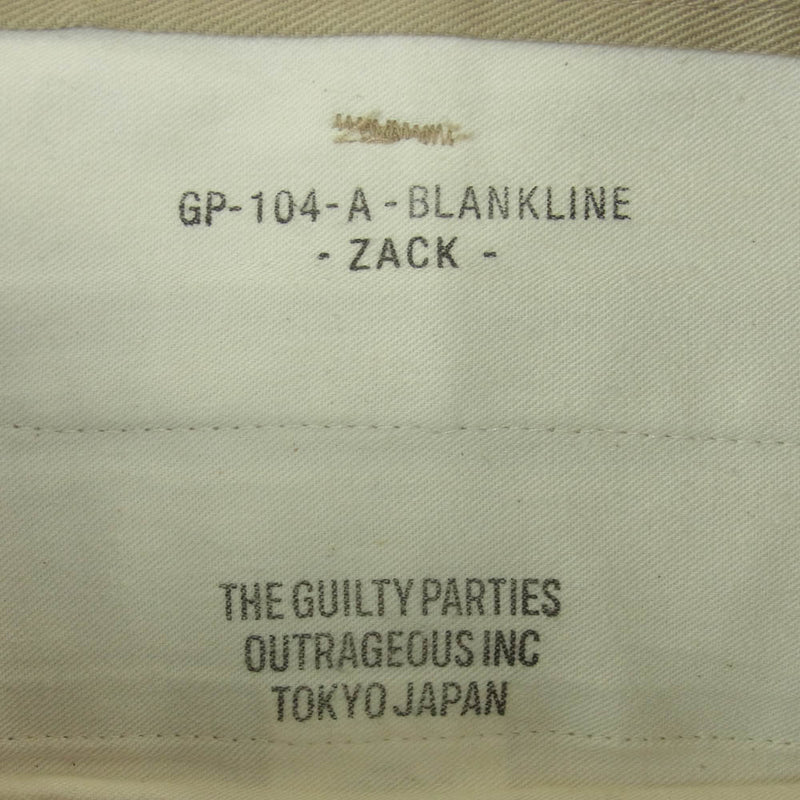 GP-104-A-BLANKLINE
- ZACK -
THE GUILTY PARTIES
OUTRAGEOUS INC
TOKYO JAPAN